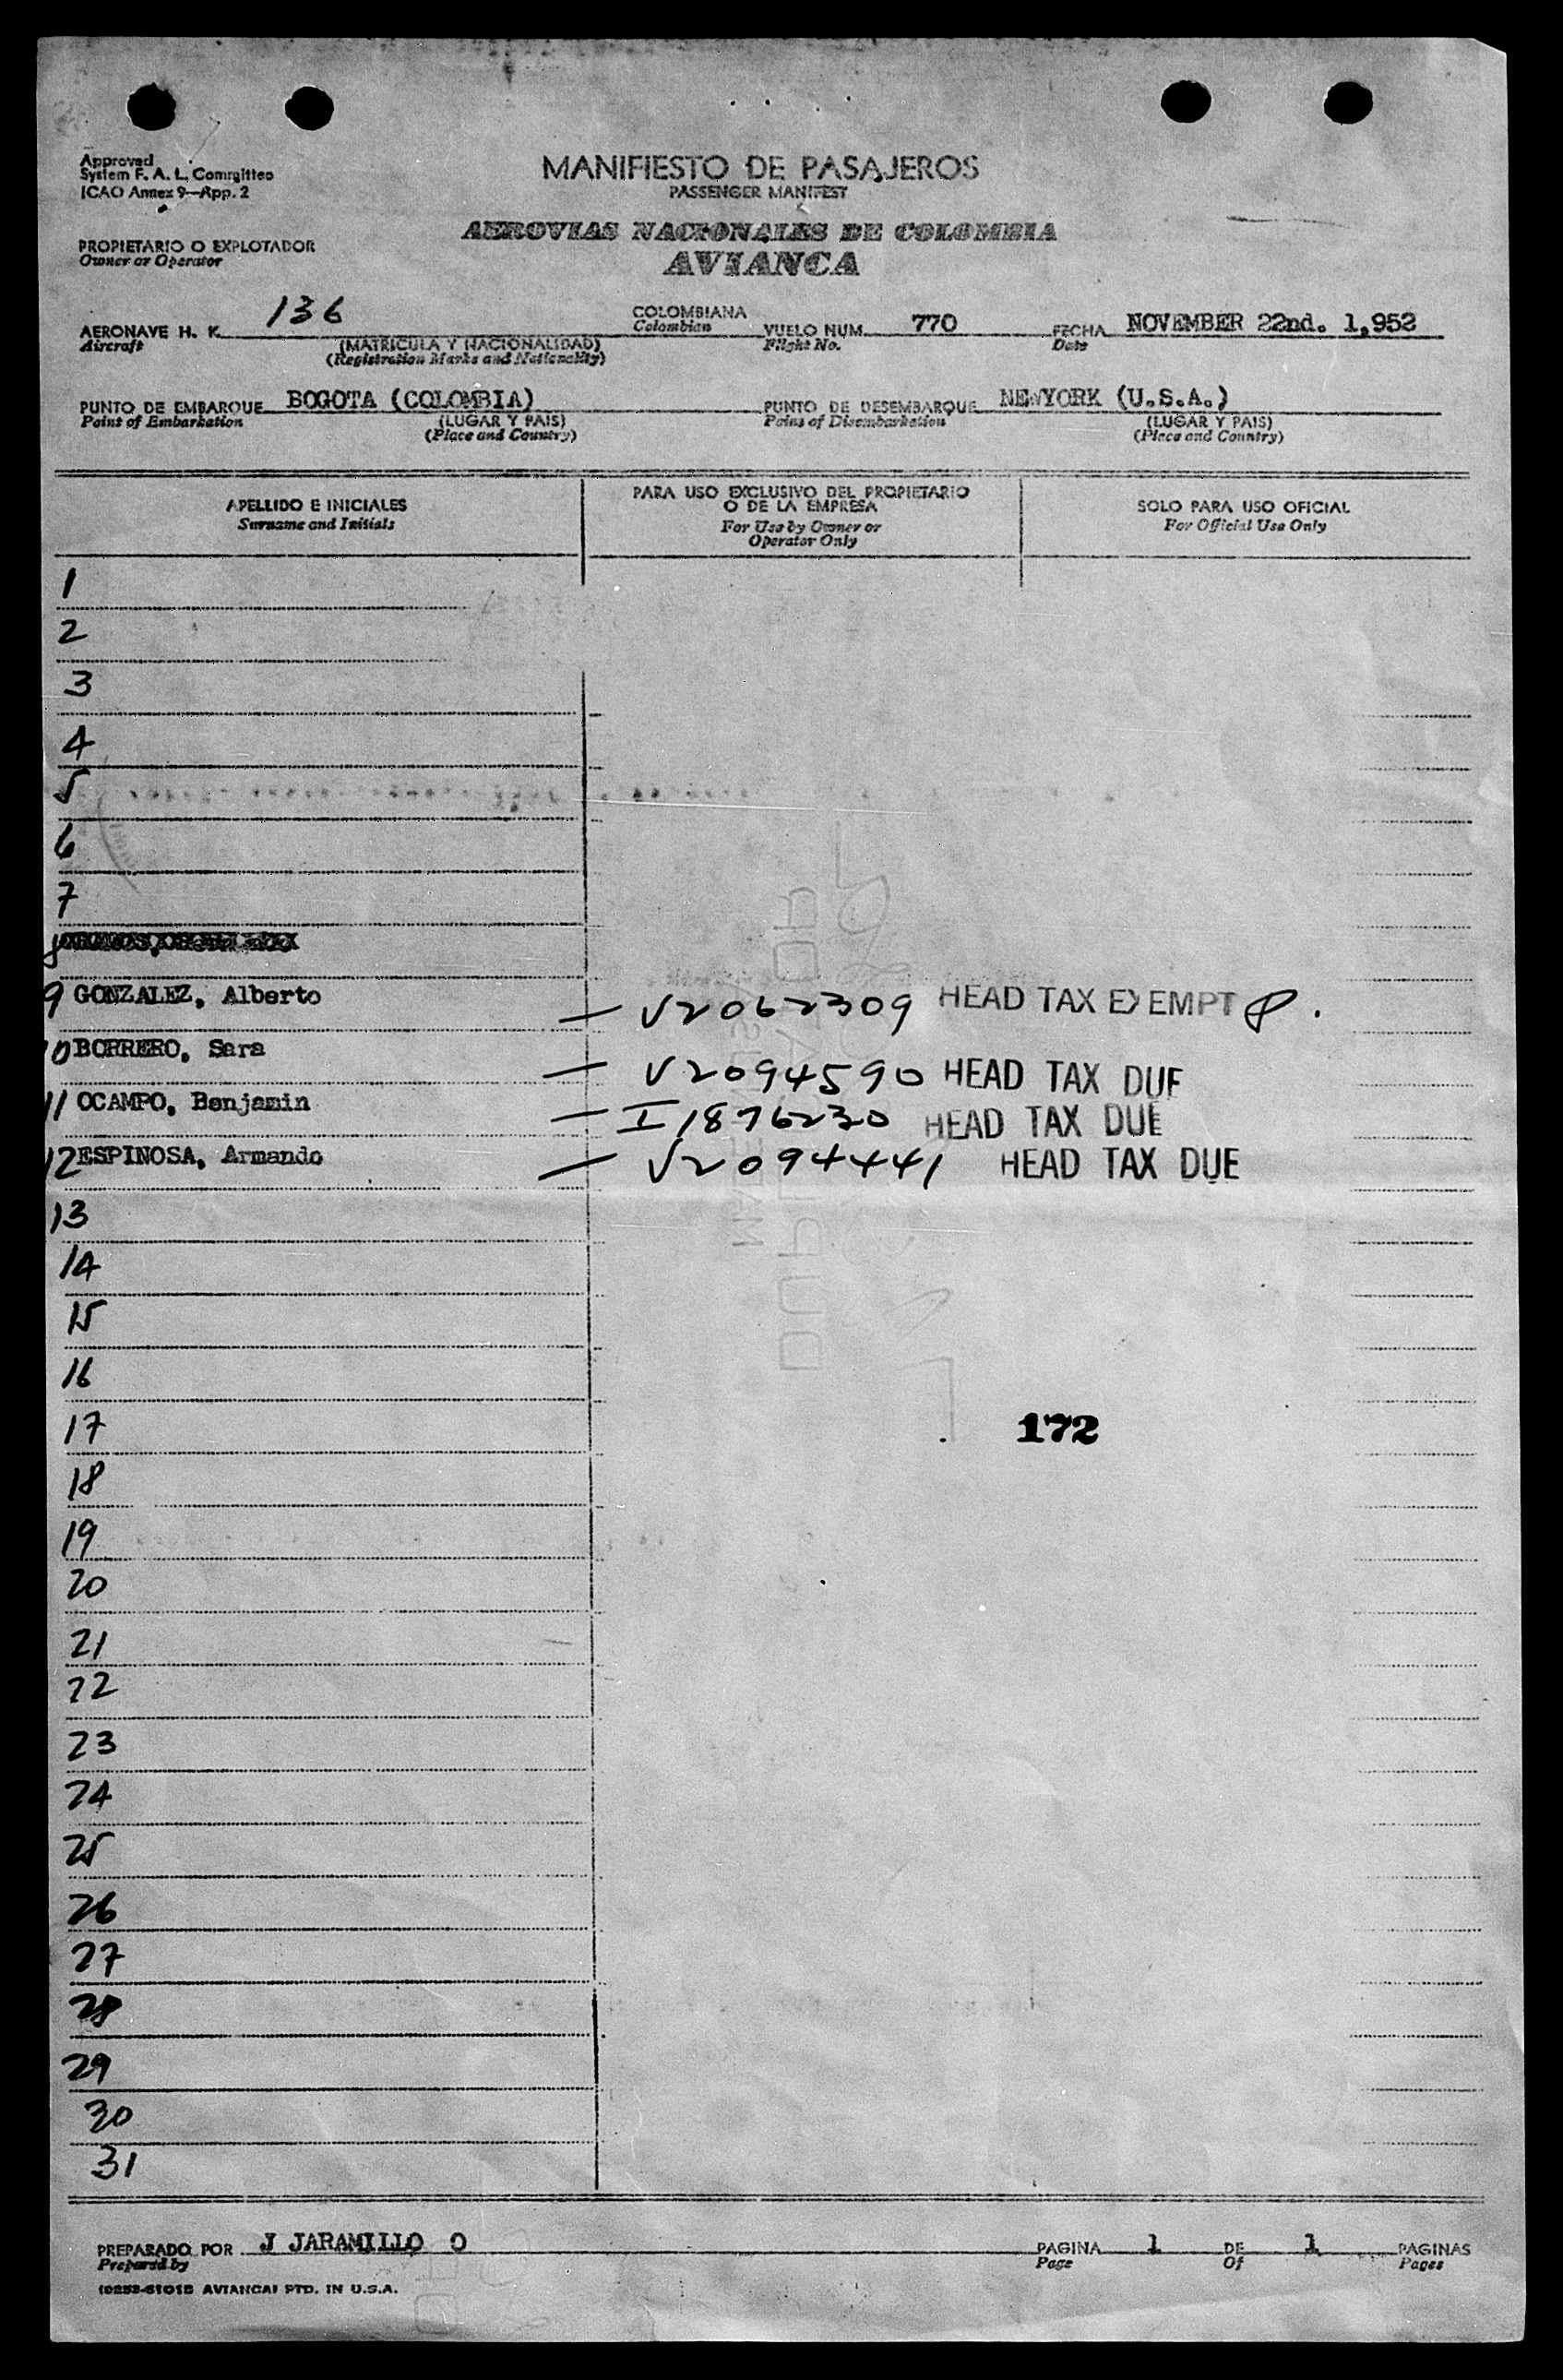 Approved
System F. A. L. Committee
ICAO Annex 9—App. 2
MANIFIESTO DE PASAJEROS
PASSENGER MANIFEST
AEROVIAS NACIONALES DE COLOMBIA
AVIANCA
PROPIETARIO O EXPLOTADOR
Owner or Operator
AERONAVE H. K. 136 COLOMBIANA VUELO NUM. 770 FECHA NOVEMBER 22nd. 1,952
Aircraft (MATRICULA Y NACIONALIDAD) Colombian Flight No. Date
(Registration Marks and Nationality)
PUNTO DE EMBARQUE BOGOTA (COLOMBIA) PUNTO DE DESEMBARQUE NEWYORK (U.S.A.)
Point of Embarkation (LUGAR Y PAIS) Point of Disembarkation (LUGAR Y PAIS)
(Place and Country) (Place and Country)
APELLIDO E INICIALES
Surname and Initials
PARA USO EXCLUSIVO DEL PROPIETARIO
O DE LA EMPRESA
For Use by Owner or
Operator Only
SOLO PARA USO OFICIAL
For Official Use Only
1
2
3
4
5
6
7
8
9 GONZALEZ, Alberto — V2062309 HEAD TAX EXEMPT
10 BORRERO, Sara — V2094590 HEAD TAX DUE
11 OCAMPO, Benjamin — I1876230 HEAD TAX DUE
12 ESPINOSA, Armando — V2094441 HEAD TAX DUE
13
14
15
16
17 172
18
19
20
21
22
23
24
25
26
27
28
29
30
31
PREPARADO POR J JARAMILLO O PAGINA 1 DE 1 PAGINAS
Prepared by Page Of Pages
AVIANCA) PTD. IN U.S.A.